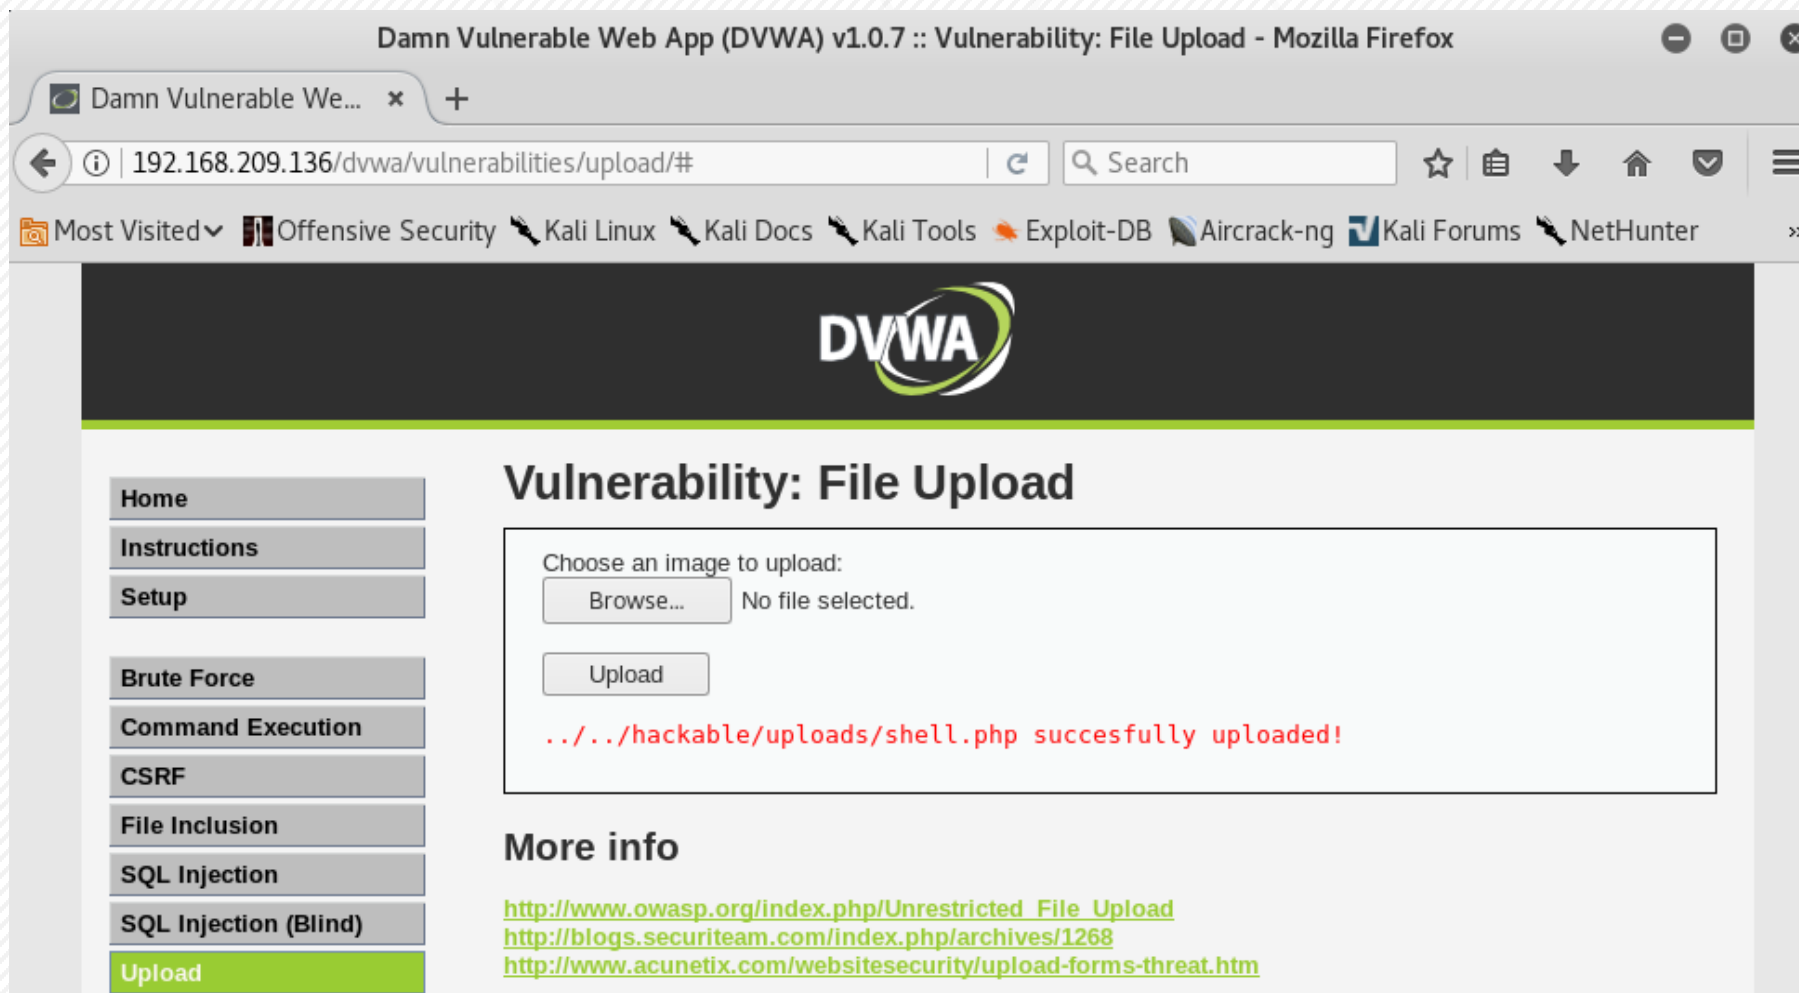 Damn Vulnerable Web App (DVWA) v1.0.7 :: Vulnerability: File Upload - Mozilla Firefox
Damn Vulnerable We...
192.168.209.136/dvwa/vulnerabilities/upload/#
Search
Most Visited Offensive Security Kali Linux Kali Docs Kali Tools Exploit-DB Aircrack-ng Kali Forums NetHunter
DVWA
Home
Instructions
Setup
Brute Force
Command Execution
CSRF
File Inclusion
SQL Injection
SQL Injection (Blind)
Upload
Vulnerability: File Upload
Choose an image to upload:
Browse... No file selected.
Upload
../../hackable/uploads/shell.php succesfully uploaded!
More info
http://www.owasp.org/index.php/Unrestricted_File_Upload
http://blogs.securiteam.com/index.php/archives/1268
http://www.acunetix.com/websitesecurity/upload-forms-threat.htm